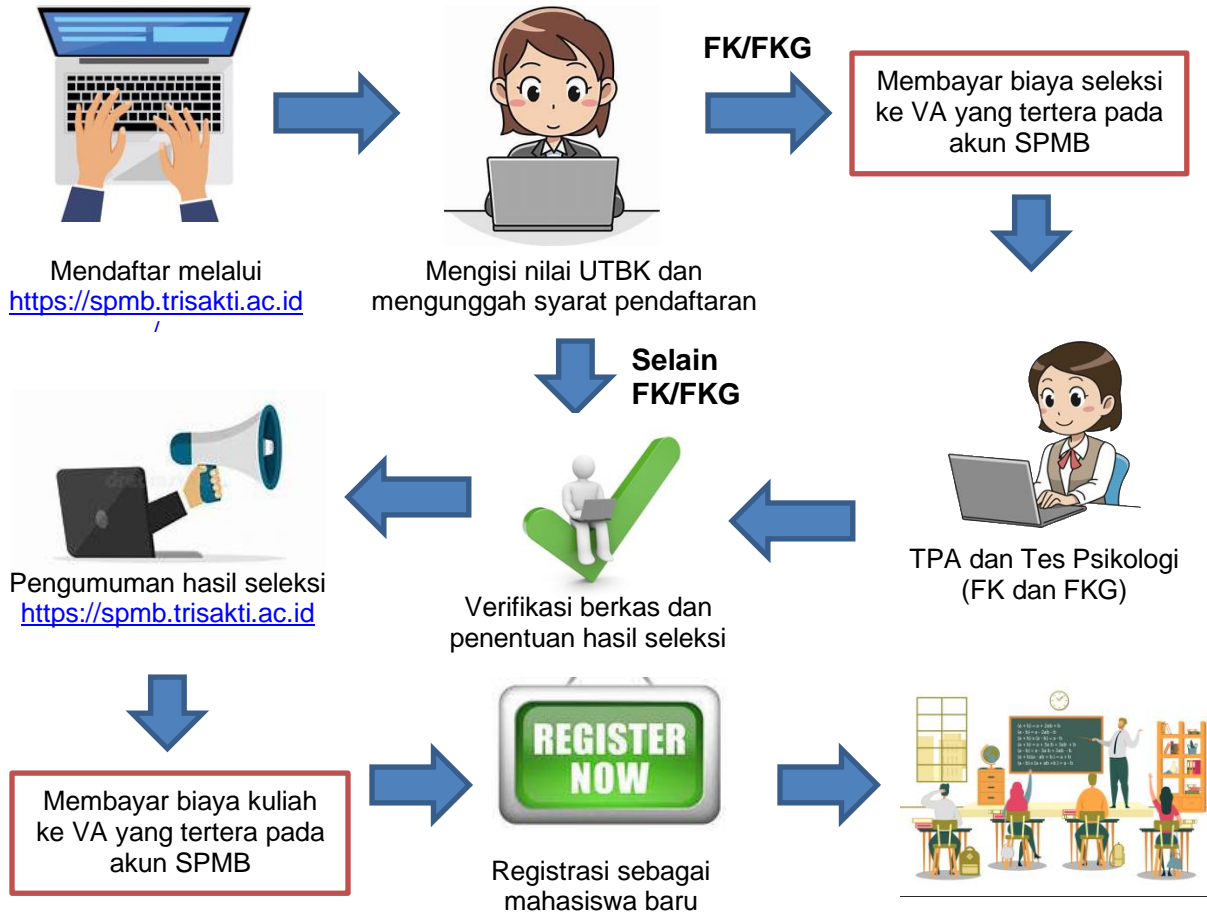 FK/FKG
Membayar biaya seleksi
ke VA yang tertera pada
akun SPMB
Mendaftar melalui
https://spmb.trisakti.ac.id
/
Mengisi nilai UTBK dan
mengunggah syarat pendaftaran
Selain
FK/FKG
TPA dan Tes Psikologi
(FK dan FKG)
Verifikasi berkas dan
penentuan hasil seleksi
Pengumuman hasil seleksi
https://spmb.trisakti.ac.id
Membayar biaya kuliah
ke VA yang tertera pada
akun SPMB
REGISTER
NOW
Registrasi sebagai
mahasiswa baru